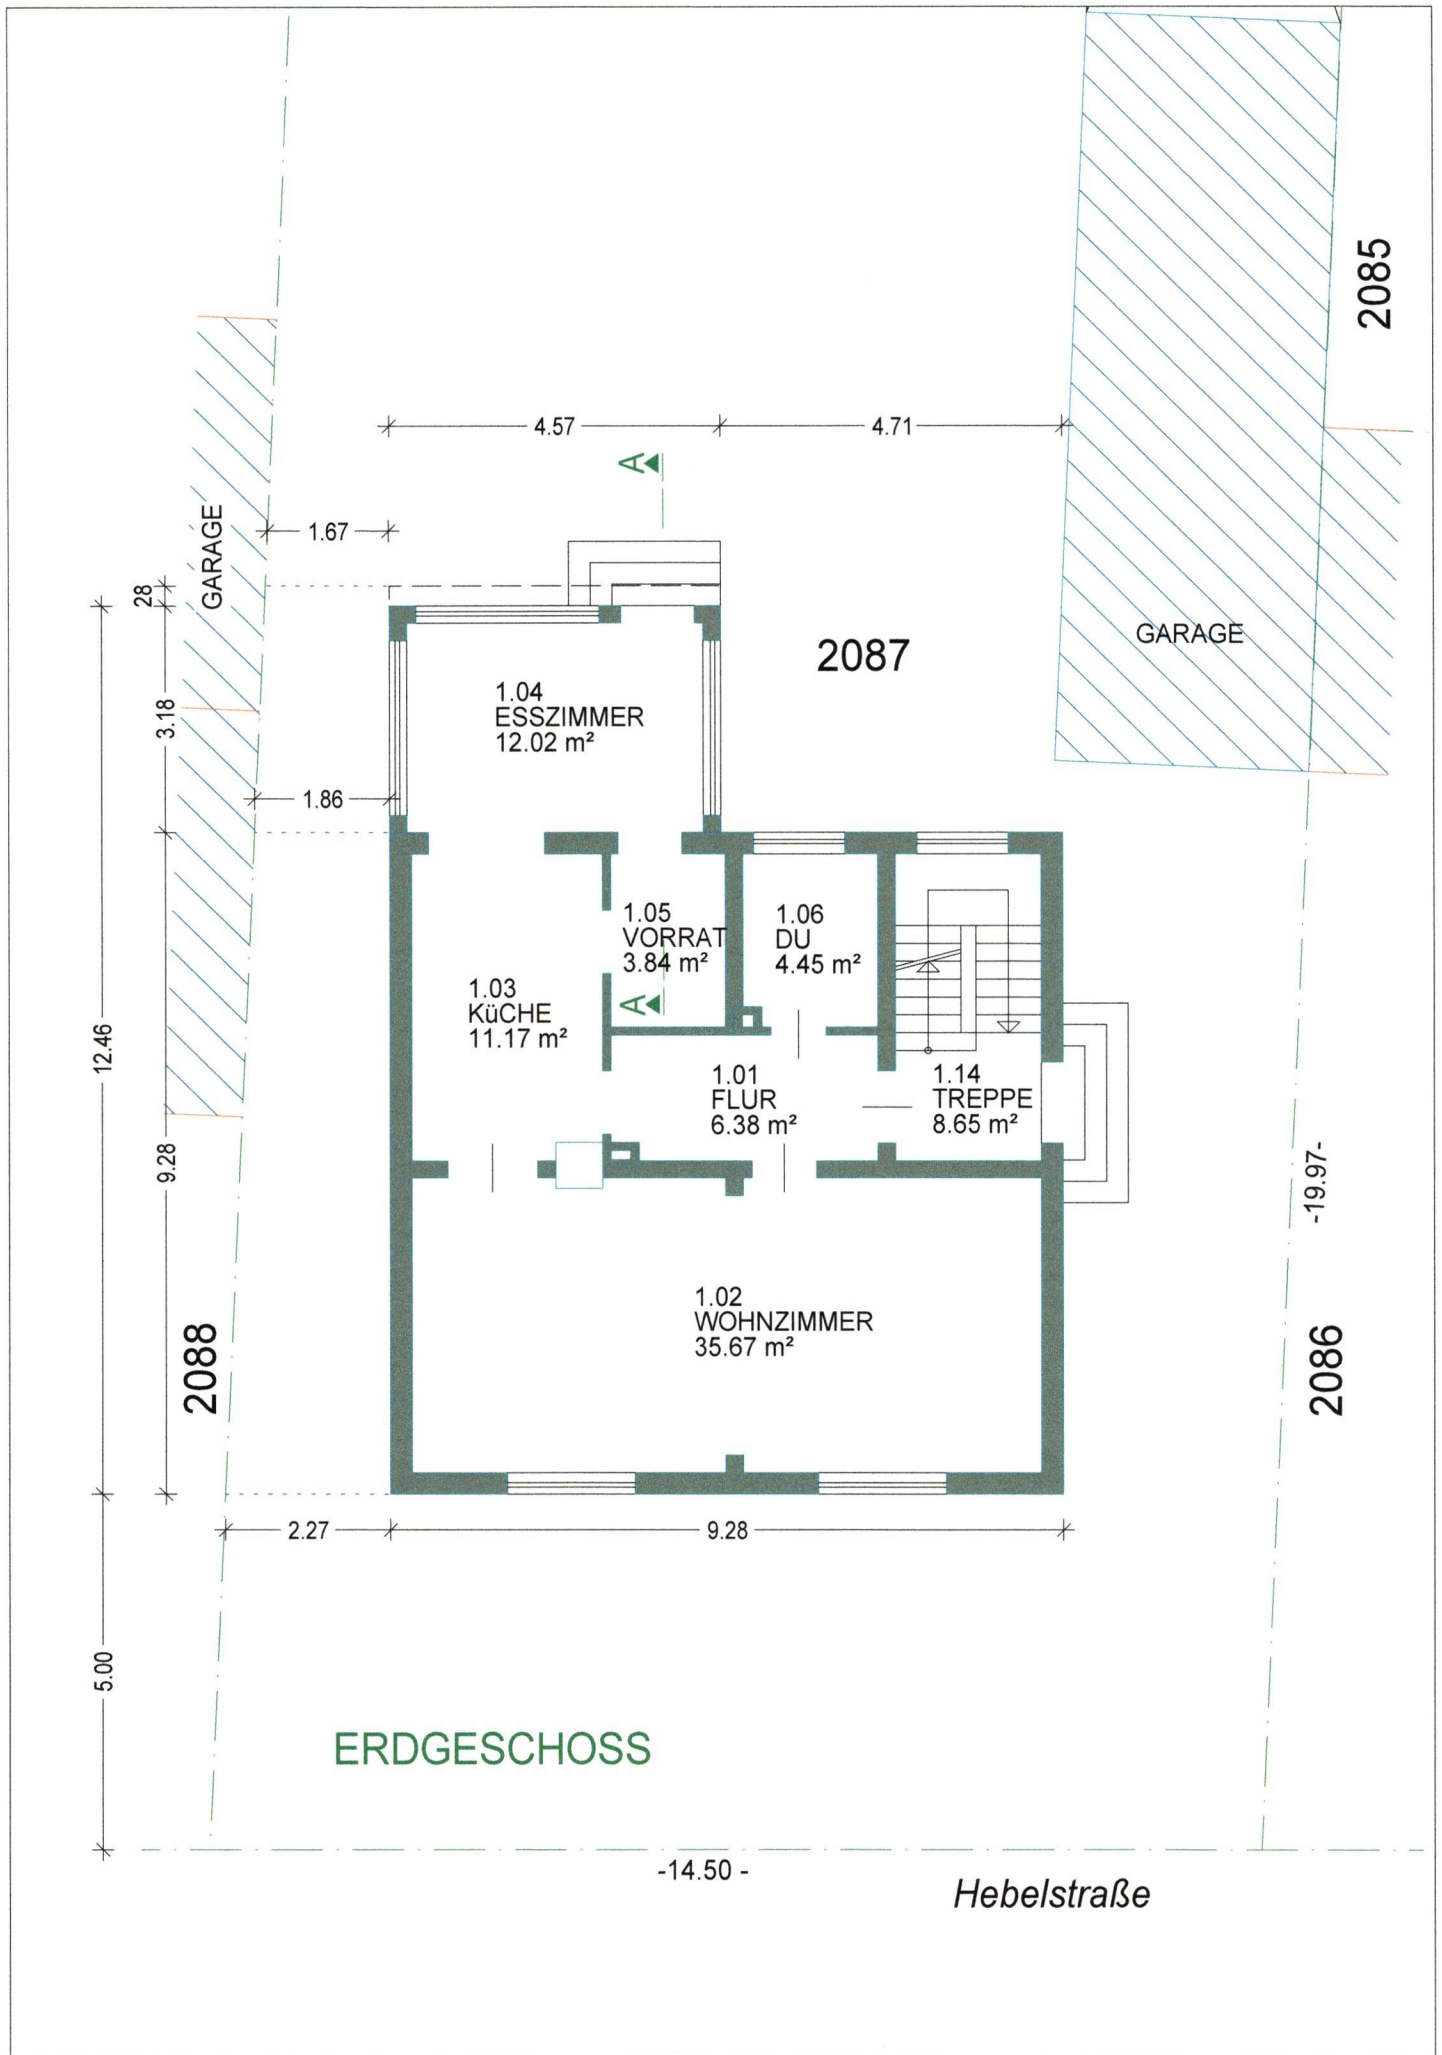 2085
4.57
4.71
A
GARAGE
1.67
28
GARAGE
2087
1.04
ESSZIMMER
12.02 m²
3.18
1.86
1.05
VORRAT
3.84 m²
1.06
DU
4.45 m²
A
1.03
KüCHE
11.17 m²
12.46
1.01
FLUR
6.38 m²
1.14
TREPPE
8.65 m²
9.28
-19.97-
1.02
WOHNZIMMER
35.67 m²
2088
2086
2.27
9.28
5.00
ERDGESCHOSS
-14.50 -
Hebelstraße